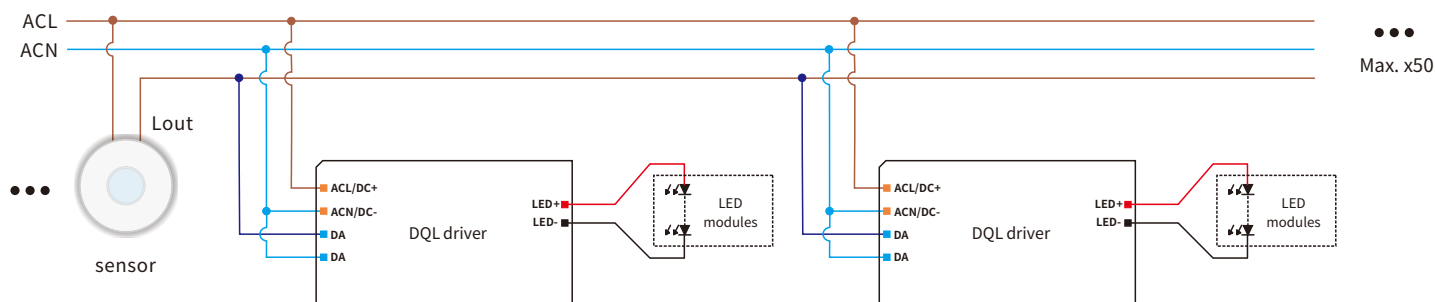 ACL
ACN
Max. x50
Lout
sensor
ACL/DC+
ACN/DC-
DA
DA
DQL driver
LED+
LED-
LED
modules
ACL/DC+
ACN/DC-
DA
DA
DQL driver
LED+
LED-
LED
modules